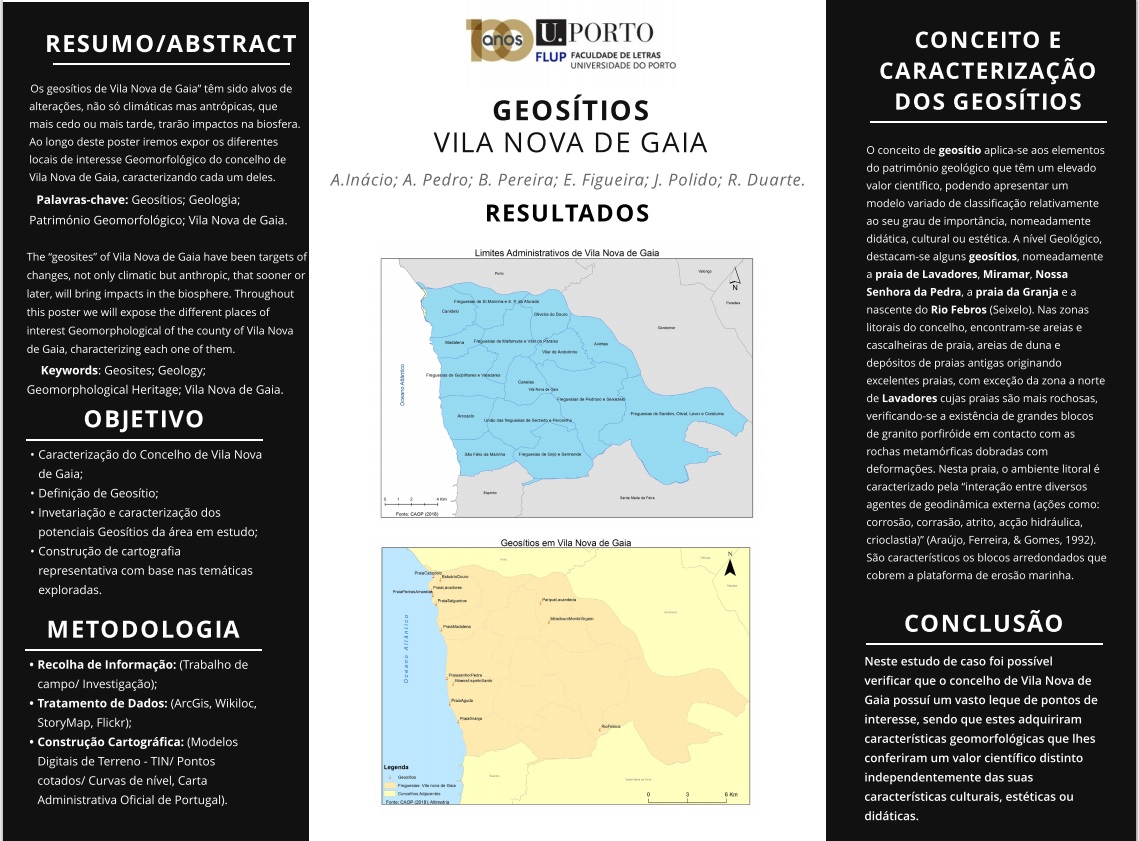 RESUMO/ABSTRACT
Os geosítios de Vila Nova de Gaia” têm sido alvos de
alterações, não só climáticas mas antrópicas, que
mais cedo ou mais tarde, trarão impactos na biosfera.
Ao longo deste poster iremos expor os diferentes
locais de interesse Geomorfológico do concelho de
Vila Nova de Gaia, caracterizando cada um deles.
Palavras-chave: Geosítios; Geologia;
Património Geomorfológico; Vila Nova de Gaia.
The “geosites” of Vila Nova de Gaia have been targets of
changes, not only climatic but anthropic, that sooner or
later, will bring impacts in the biosphere. Throughout
this poster we will expose the different places of
interest Geomorphological of the county of Vila Nova
de Gaia, characterizing each one of them.
Keywords: Geosites; Geology;
Geomorphological Heritage; Vila Nova de Gaia.
OBJETIVO
• Caracterização do Concelho de Vila Nova
de Gaia;
• Definição de Geosítio;
• Invetariação e caracterização dos
potenciais Geosítios da área em estudo;
• Construção de cartografia
representativa com base nas temáticas
exploradas.
METODOLOGIA
• Recolha de Informação: (Trabalho de
campo/ Investigação);
• Tratamento de Dados: (ArcGis, Wikiloc,
StoryMap, Flickr);
• Construção Cartográfica: (Modelos
Digitais de Terreno - TIN/ Pontos
cotados/ Curvas de nível, Carta
Administrativa Oficial de Portugal).
100 anos
U. PORTO
FLUP FACULDADE DE LETRAS
UNIVERSIDADE DO PORTO
GEOSÍTIOS
VILA NOVA DE GAIA
A.Inácio; A. Pedro; B. Pereira; E. Figueira; J. Polido; R. Duarte.
RESULTADOS
Limites Administrativos de Vila Nova de Gaia
Porto
Valongo
N
Paredes
Freguesias de St.Marinha e S. P. da Afurada
Canidelo
Oliveira do Douro
Gondomar
Madalena
Freguesias de Mafamude e Vilar do Paraíso
Avintes
Vilar de Andorinho
Oceano Atlântico
Freguesias de Gulpilhares e Valadares
Canelas
Vila Nova de Gaia
Freguesias de Pedroso e Seixezelo
Arcozelo
União das freguesias de Serzedo e Perosinho
Freguesias de Sandim, Olival, Lever e Crestuma
São Félix da Marinha
Freguesias de Grijó e Sermonde
Espinho
Santa Maria da Feira
0 1 2 4 Km
Fonte: CAOP (2018)
Geosítios em Vila Nova de Gaia
N
PraiaCabedelo
EstuárioDouro
PraiaLavadores
PraiaPedrasAmarelas
PraiaSalgueiros
ParqueLavandeira
MiradouroMontedaVirgem
PraiaMadalena
Oceano Atlântico
PraiaAguda
PraiaGranja
RioFebros
Legenda
Geosítios
Freguesias Vila nova de Gaia
Concelhos Adjacentes
Fonte: CAOP (2018), Altimetria
0 3 6 Km
CONCEITO E
CARACTERIZAÇÃO
DOS GEOSÍTIOS
O conceito de geosítio aplica-se aos elementos
do património geológico que têm um elevado
valor científico, podendo apresentar um
modelo variado de classificação relativamente
ao seu grau de importância, nomeadamente
didática, cultural ou estética. A nível Geológico,
destacam-se alguns geosítios, nomeadamente
a praia de Lavadores, Miramar, Nossa
Senhora da Pedra, a praia da Granja e a
nascente do Rio Febros (Seixelo). Nas zonas
litorais do concelho, encontram-se areias e
cascalheiras de praia, areias de duna e
depósitos de praias antigas originando
excelentes praias, com exceção da zona a norte
de Lavadores cujas praias são mais rochosas,
verificando-se a existência de grandes blocos
de granito porfiróide em contacto com as
rochas metamórficas dobradas com
deformações. Nesta praia, o ambiente litoral é
caracterizado pela “interação entre diversos
agentes de geodinâmica externa (ações como:
corrosão, corrasão, atrito, acção hidráulica,
crioclastia)” (Araújo, Ferreira, & Gomes, 1992).
São característicos os blocos arredondados que
cobrem a plataforma de erosão marinha.
CONCLUSÃO
Neste estudo de caso foi possível
verificar que o concelho de Vila Nova de
Gaia possuí um vasto leque de pontos de
interesse, sendo que estes adquiriram
características geomorfológicas que lhes
conferiram um valor científico distinto
independentemente das suas
características culturais, estéticas ou
didáticas.